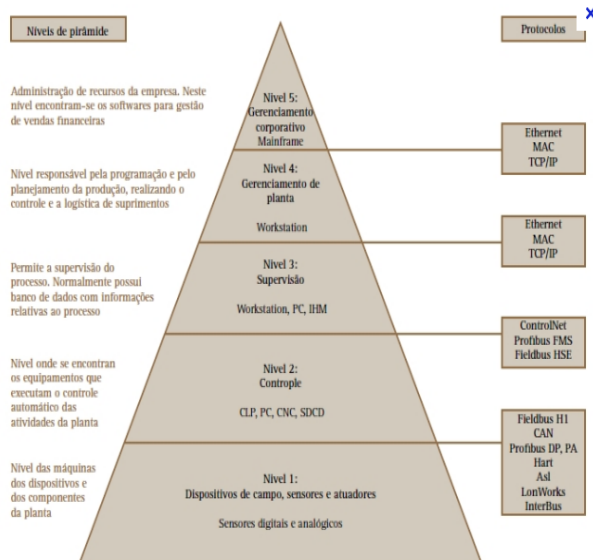 Níveis de pirâmide
Protocolos
Administração de recursos da empresa. Neste
nível encontram-se os softwares para gestão
de vendas financeiras
Nível 5:
Gerenciamento
corporativo
Mainframe
Ethernet
MAC
TCP/IP
Nível responsável pela programação e pelo
planejamento da produção, realizando o
controle e a logística de suprimentos
Nível 4:
Gerenciamento de
planta
Workstation
Ethernet
MAC
TCP/IP
Permite a supervisão do
processo. Normalmente possui
banco de dados com informações
relativas ao processo
Nível 3:
Supervisão
Workstation, PC, IHM
ControlNet
Profibus FMS
Fieldbus HSE
Nível onde se encontran
os equipamentos que
executam o controle
automático das
atividades da planta
Nível 2:
Controple
CLP, PC, CNC, SDCD
Fieldbus H1
CAN
Profibus DP, PA
Hart
AsI
LonWorks
InterBus
Nível das máquinas
dos dispositivos e
dos componentes
da planta
Nível 1:
Dispositivos de campo, sensores e atuadores
Sensores digitais e analógicos